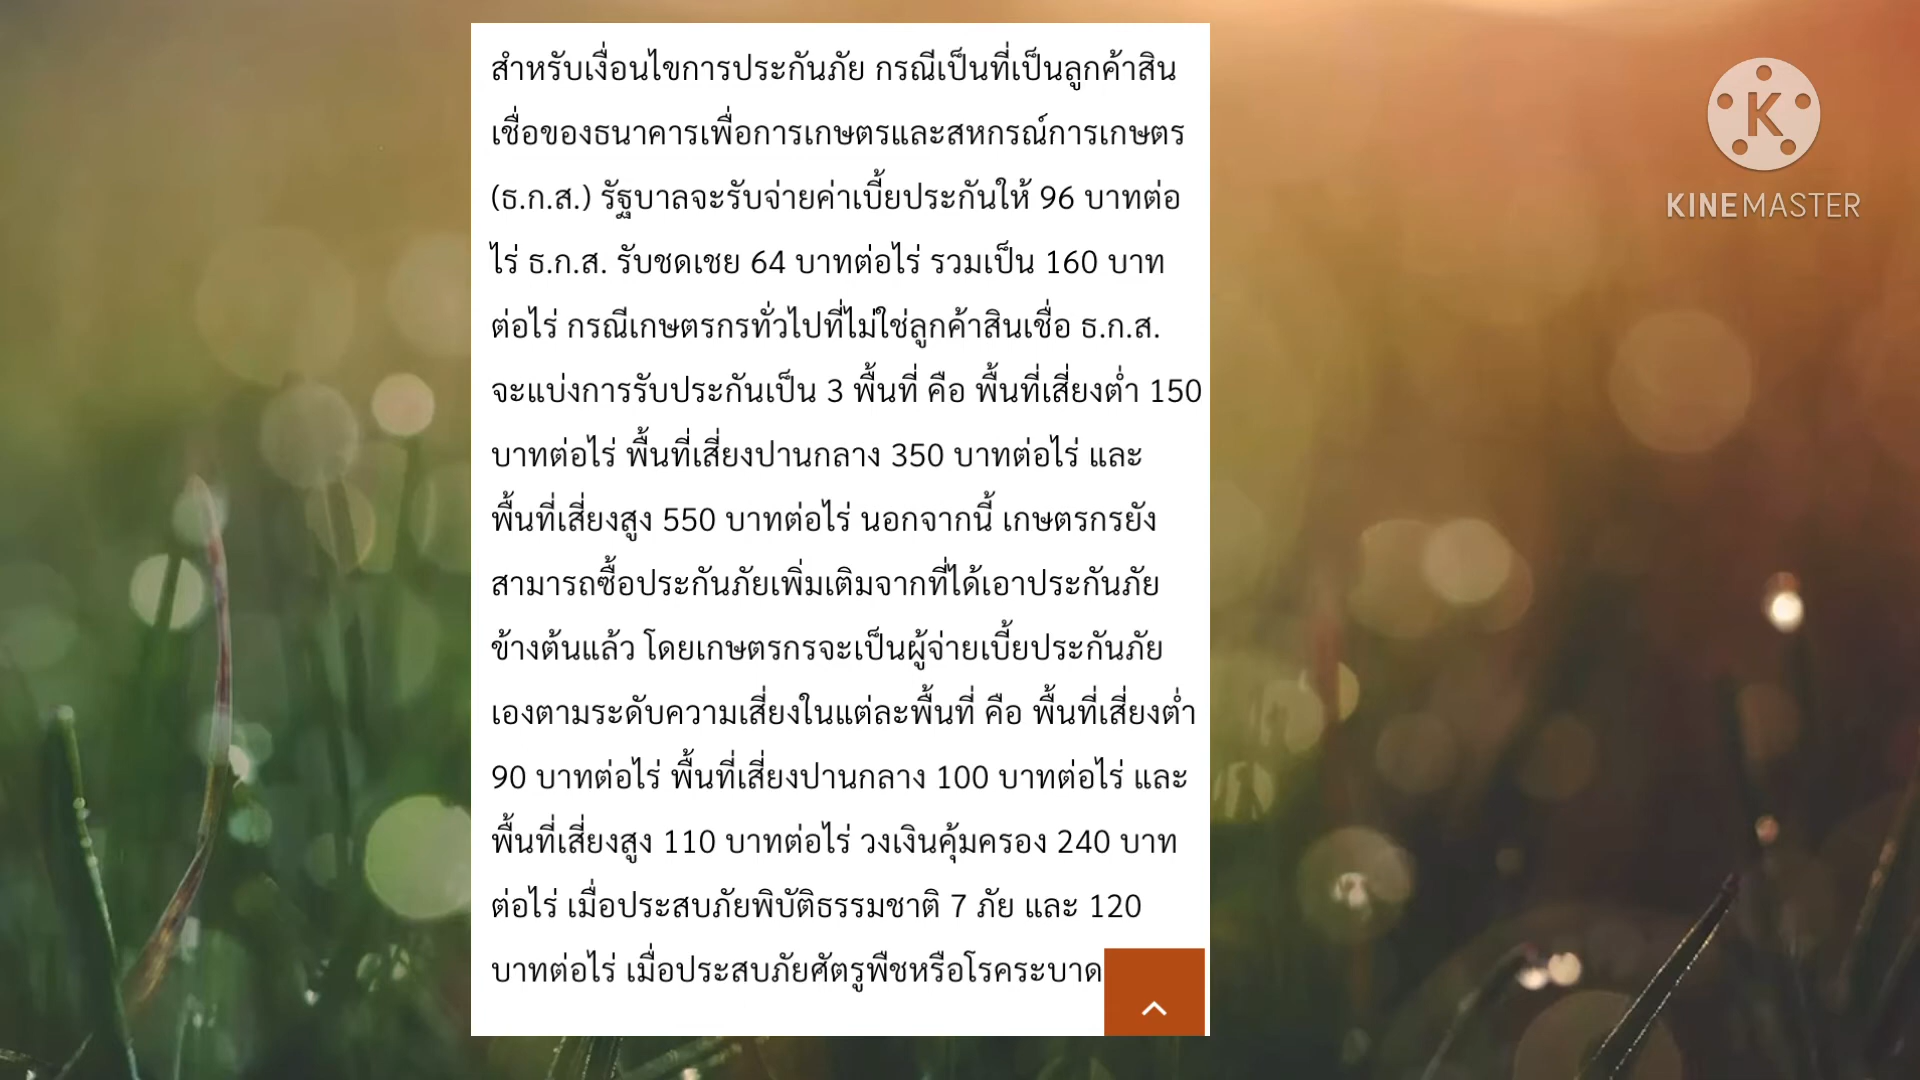 สำหรับเงื่อนไขการประกันภัย กรณีเป็นที่เป็นลูกค้าสิน
เชื่อของธนาคารเพื่อการเกษตรและสหกรณ์การเกษตร
(ธ.ก.ส.) รัฐบาลจะรับจ่ายค่าเบี้ยประกันให้ 96 บาทต่อ
ไร่ ธ.ก.ส. รับชดเชย 64 บาทต่อไร่ รวมเป็น 160 บาท
ต่อไร่ กรณีเกษตรกรทั่วไปที่ไม่ใช่ลูกค้าสินเชื่อ ธ.ก.ส.
จะแบ่งการรับประกันเป็น 3 พื้นที่ คือ พื้นที่เสี่ยงต่ำ 150
บาทต่อไร่ พื้นที่เสี่ยงปานกลาง 350 บาทต่อไร่ และ
พื้นที่เสี่ยงสูง 550 บาทต่อไร่ นอกจากนี้ เกษตรกรยัง
สามารถซื้อประกันภัยเพิ่มเติมจากที่ได้เอาประกันภัย
ข้างต้นแล้ว โดยเกษตรกรจะเป็นผู้จ่ายเบี้ยประกันภัย
เองตามระดับความเสี่ยงในแต่ละพื้นที่ คือ พื้นที่เสี่ยงต่ำ
90 บาทต่อไร่ พื้นที่เสี่ยงปานกลาง 100 บาทต่อไร่ และ
พื้นที่เสี่ยงสูง 110 บาทต่อไร่ วงเงินคุ้มครอง 240 บาท
ต่อไร่ เมื่อประสบภัยพิบัติธรรมชาติ 7 ภัย และ 120
บาทต่อไร่ เมื่อประสบภัยศัตรูพืชหรือโรคระบาด
K
KINEMASTER